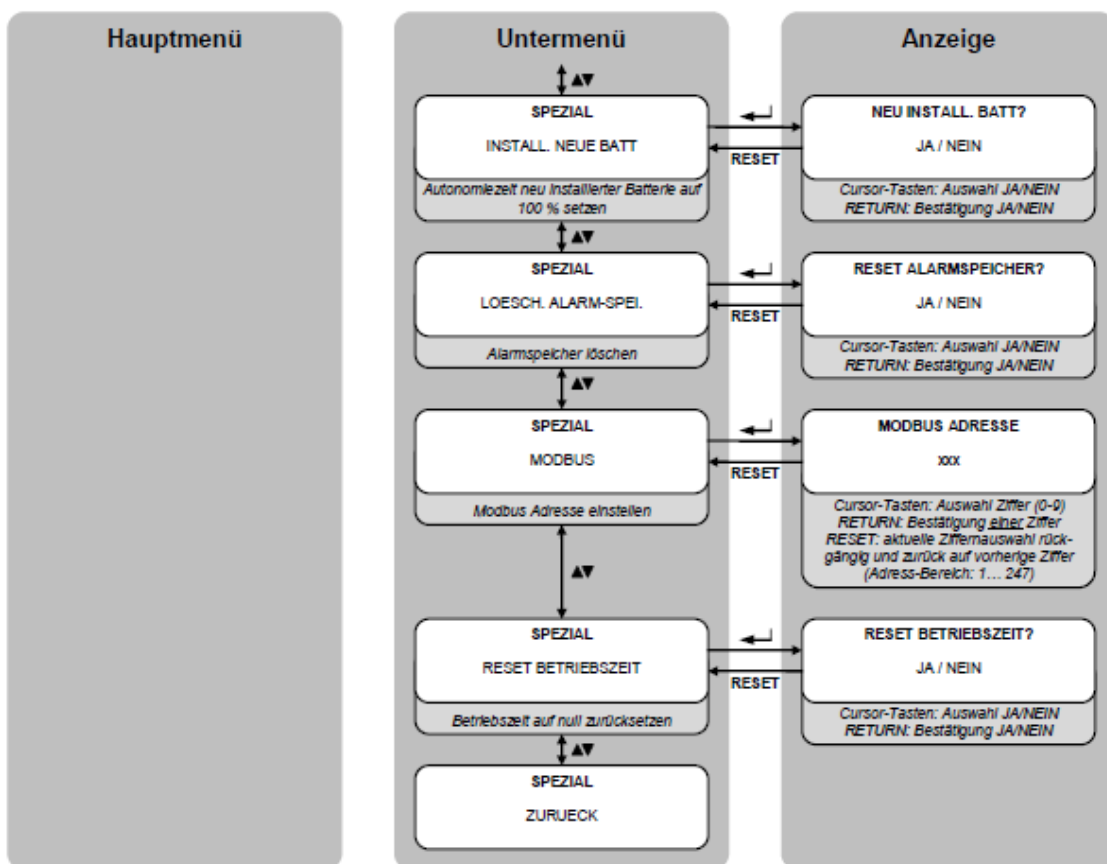 Hauptmenü
Untermenü
Anzeige
▲▼
SPEZIAL
INSTALL. NEUE BATT
Autonomiezeit neu installierter Batterie auf
100 % setzen
RESET
NEU INSTALL. BATT?
JA / NEIN
Cursor-Tasten: Auswahl JA/NEIN
RETURN: Bestätigung JA/NEIN
▲▼
SPEZIAL
LOESCH. ALARM-SPEI.
Alarmspeicher löschen
RESET
RESET ALARMSPEICHER?
JA / NEIN
Cursor-Tasten: Auswahl JA/NEIN
RETURN: Bestätigung JA/NEIN
▲▼
SPEZIAL
MODBUS
Modbus Adresse einstellen
RESET
MODBUS ADRESSE
xxx
Cursor-Tasten: Auswahl Ziffer (0-9)
RETURN: Bestätigung einer Ziffer
RESET: aktuelle Ziffernauswahl rück-
gängig und zurück auf vorherige Ziffer
(Adress-Bereich: 1... 247)
▲▼
SPEZIAL
RESET BETRIEBSZEIT
Betriebszeit auf null zurücksetzen
RESET
RESET BETRIEBSZEIT?
JA / NEIN
Cursor-Tasten: Auswahl JA/NEIN
RETURN: Bestätigung JA/NEIN
▲▼
SPEZIAL
ZURUECK